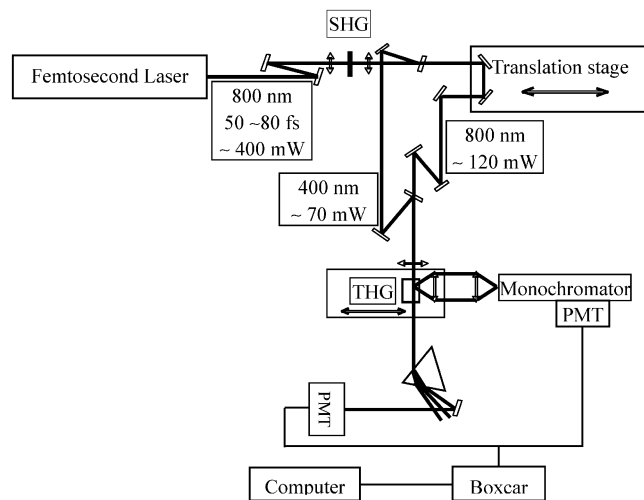 SHG
Femtosecond Laser
Translation stage
800 nm
50 ~80 fs
~ 400 mW
800 nm
~ 120 mW
400 nm
~ 70 mW
THG
Monochromator
PMT
PMT
Computer
Boxcar